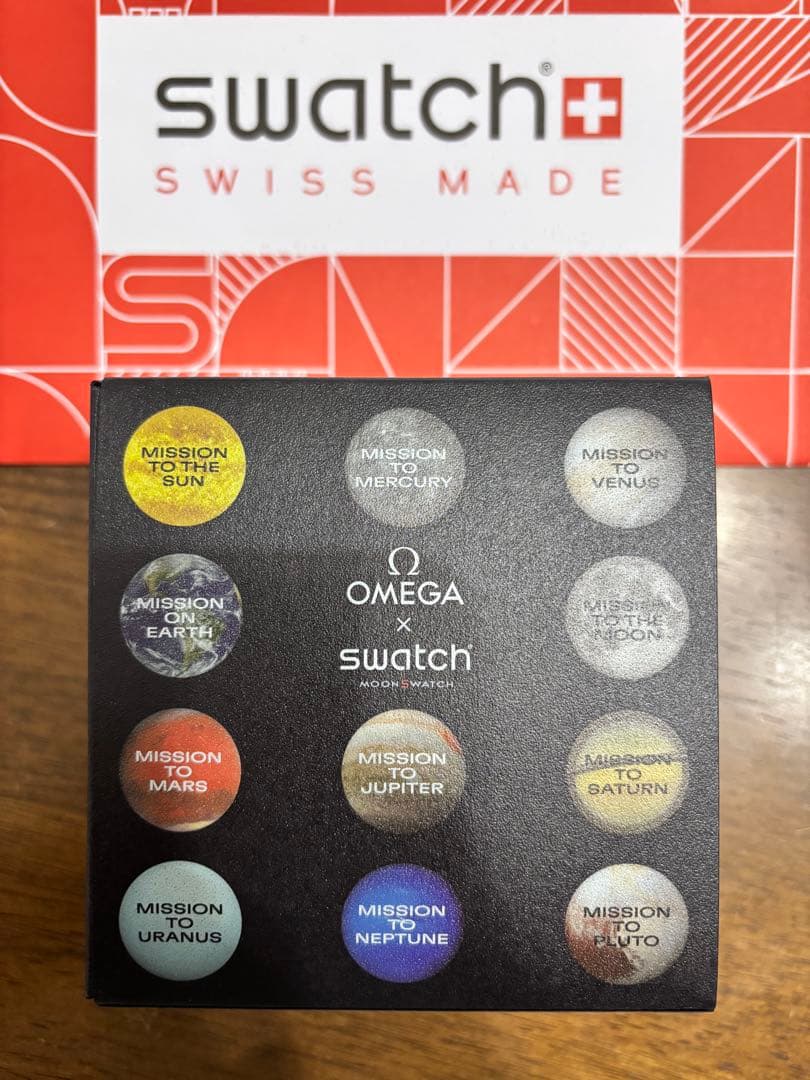 swatch®
SWISS MADE
MISSION
TO THE
SUN
MISSION
TO
MERCURY
MISSION
TO
VENUS
MISSION
ON
EARTH
Ω
OMEGA
×
swatch®
MOONSWATCH
MISSION
TO THE
MOON
MISSION
TO
MARS
MISSION
TO
JUPITER
MISSION
TO
SATURN
MISSION
TO
URANUS
MISSION
TO
NEPTUNE
MISSION
TO
PLUTO